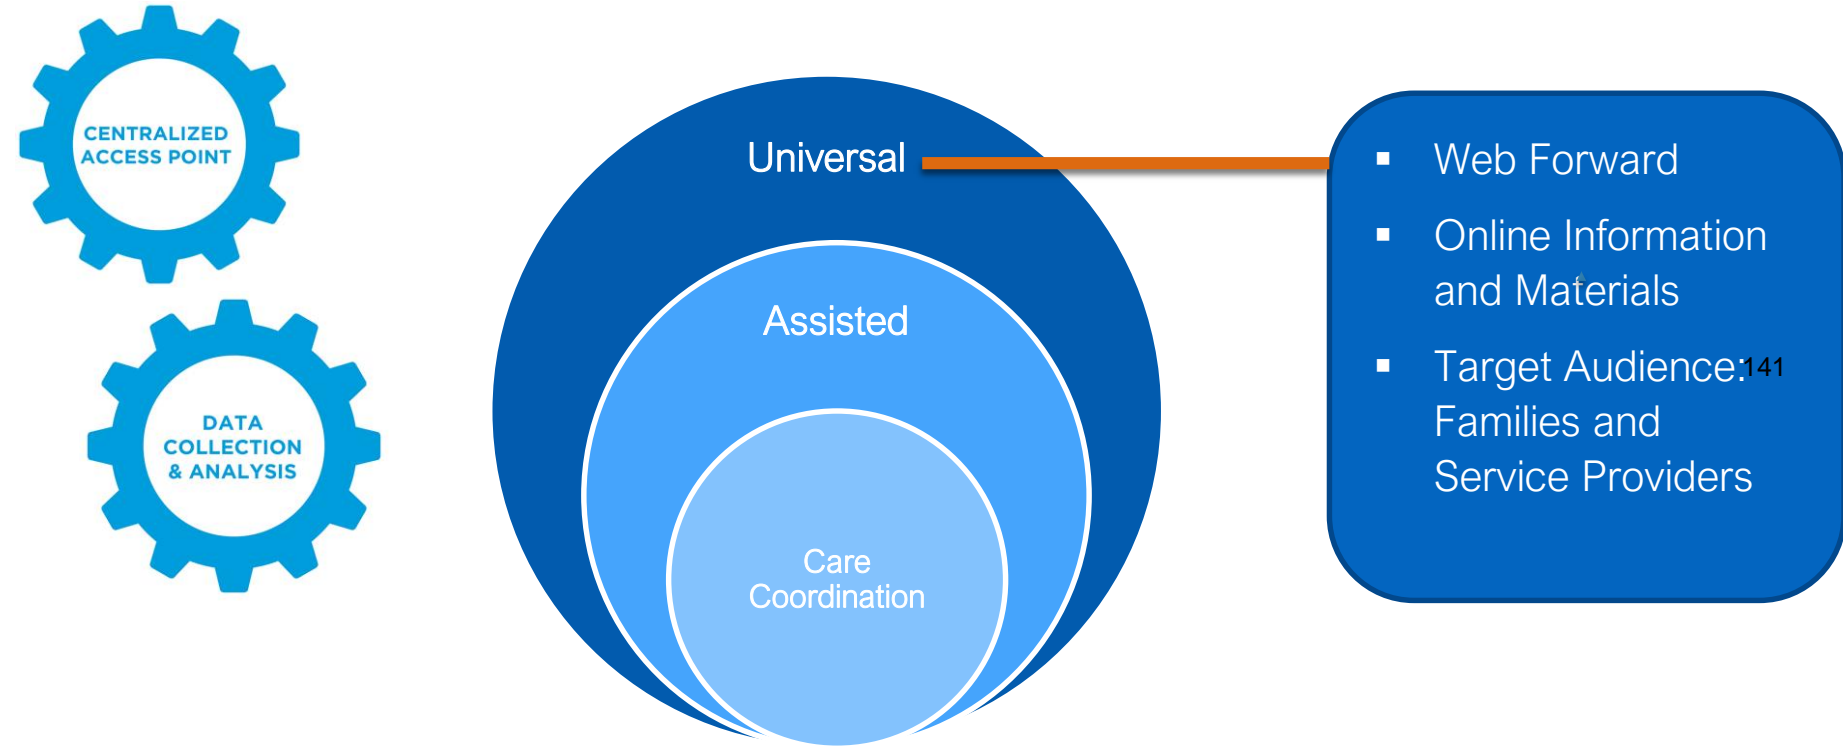 CENTRALIZED
ACCESS POINT
DATA
COLLECTION
& ANALYSIS
Universal
Assisted
Care
Coordination
▪ Web Forward
▪ Online Information
and Materials
▪ Target Audience:
141
Families and
Service Providers